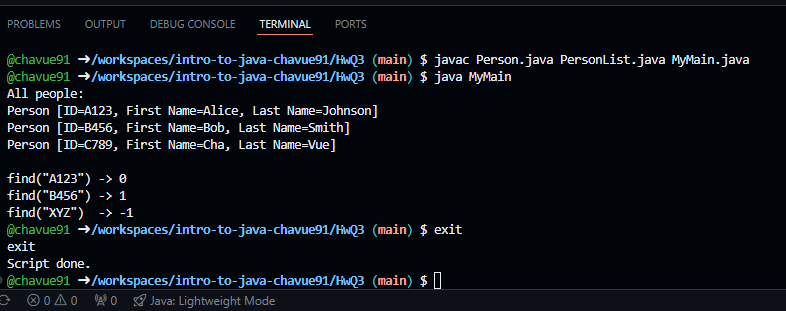 PROBLEMS OUTPUT DEBUG CONSOLE TERMINAL PORTS
@chavue91 ➜/workspaces/intro-to-java-chavue91/HwQ3 (main) $ javac Person.java PersonList.java MyMain.java
@chavue91 ➜/workspaces/intro-to-java-chavue91/HwQ3 (main) $ java MyMain
All people:
Person [ID=A123, First Name=Alice, Last Name=Johnson]
Person [ID=B456, First Name=Bob, Last Name=Smith]
Person [ID=C789, First Name=Cha, Last Name=Vue]
find("A123") -> 0
find("B456") -> 1
find("XYZ")  -> -1
@chavue91 ➜/workspaces/intro-to-java-chavue91/HwQ3 (main) $ exit
exit
Script done.
@chavue91 ➜/workspaces/intro-to-java-chavue91/HwQ3 (main) $
0 0 0 Java: Lightweight Mode